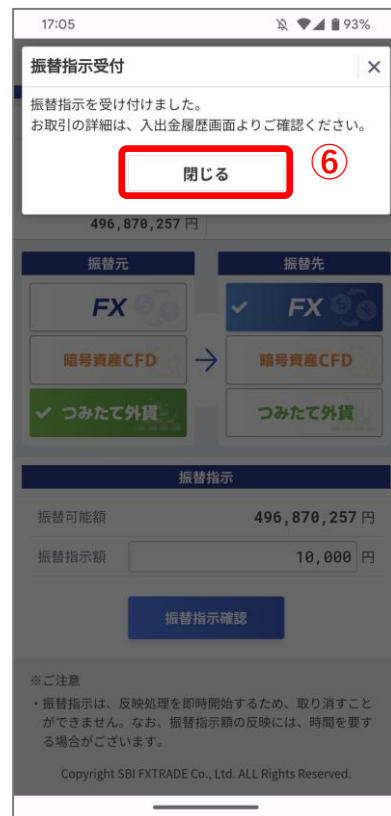 17:05
93%
振替指示受付
×
振替指示を受け付けました。
お取引の詳細は、入出金履歴画面よりご確認ください。
閉じる
⑥
496,870,257 円
振替元
振替先
FX
FX
暗号資産CFD
暗号資産CFD
つみたて外貨
つみたて外貨
振替指示
振替可能額 496,870,257 円
振替指示額 10,000 円
振替指示確認
※ご注意
・振替指示は、反映処理を即時開始するため、取り消すこと
ができません。なお、振替指示額の反映には、時間を要す
る場合がございます。
Copyright SBI FXTRADE Co., Ltd. ALL Rights Reserved.